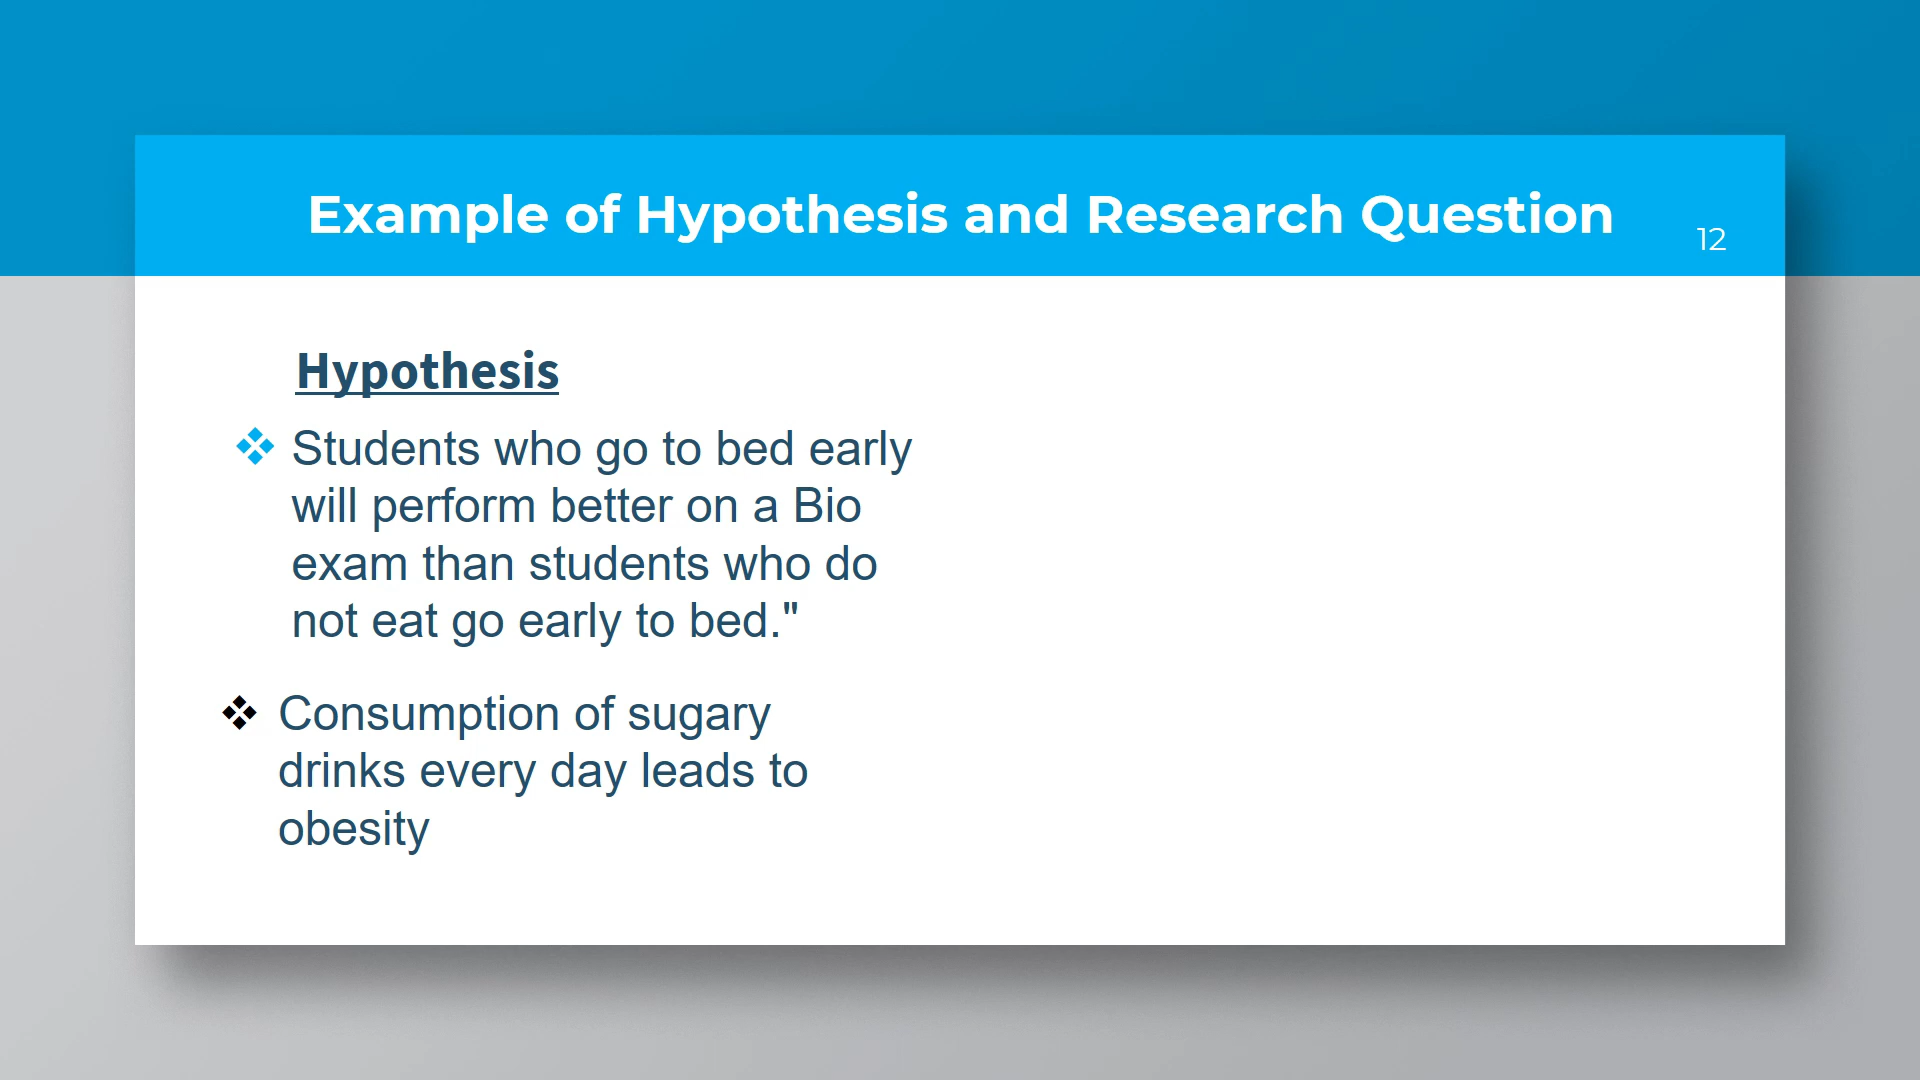 Example of Hypothesis and Research Question
12
Hypothesis
Students who go to bed early
will perform better on a Bio
exam than students who do
not eat go early to bed."
Consumption of sugary
drinks every day leads to
obesity